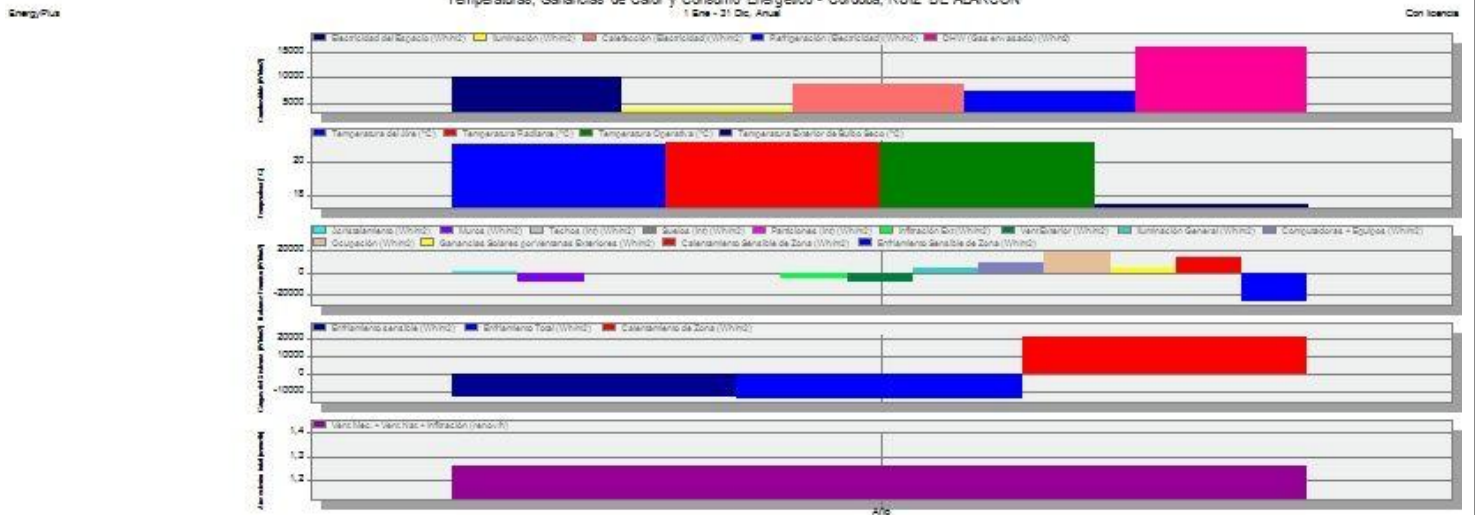 Temperaturas, Ganancias de Calor y Consumo Energético - Córdoba, RUIZ DE ALARCON
EnergyPlus
1 Ene - 31 Dic, Anual
Con licencia
Electricidad del Espacio (Wh/m2) Iluminación (Wh/m2) Calefacción (Electricidad) (Wh/m2) Refrigeración (Electricidad) (Wh/m2) DHW (Gas envasado) (Wh/m2)
15000
10000
5000
Temperatura del Aire (°C) Temperatura Radiante (°C) Temperatura Operativa (°C) Temperatura Exterior de Bulbo Seco (°C)
Temperatura (°C)
20
15
Acristalamiento (Wh/m2) Muros (Wh/m2) Techos (int) (Wh/m2) Suelos (int) (Wh/m2) Particiones (int) (Wh/m2) Infiltración Ext (Wh/m2) Vent Exterior (Wh/m2) Iluminación General (Wh/m2) Computadoras + Equipos (Wh/m2)
Ocupación (Wh/m2) Ganancias Solares por Ventanas Exteriores (Wh/m2) Calentamiento Sensible de Zona (Wh/m2) Enfriamiento Sensible de Zona (Wh/m2)
20000
0
-20000
Enfriamiento sensible (Wh/m2) Enfriamiento Total (Wh/m2) Calentamiento de Zona (Wh/m2)
20000
10000
0
-10000
Vent Mec. + Vent Nat + Infiltración (renov/h)
1,4
1,3
1,2
Año